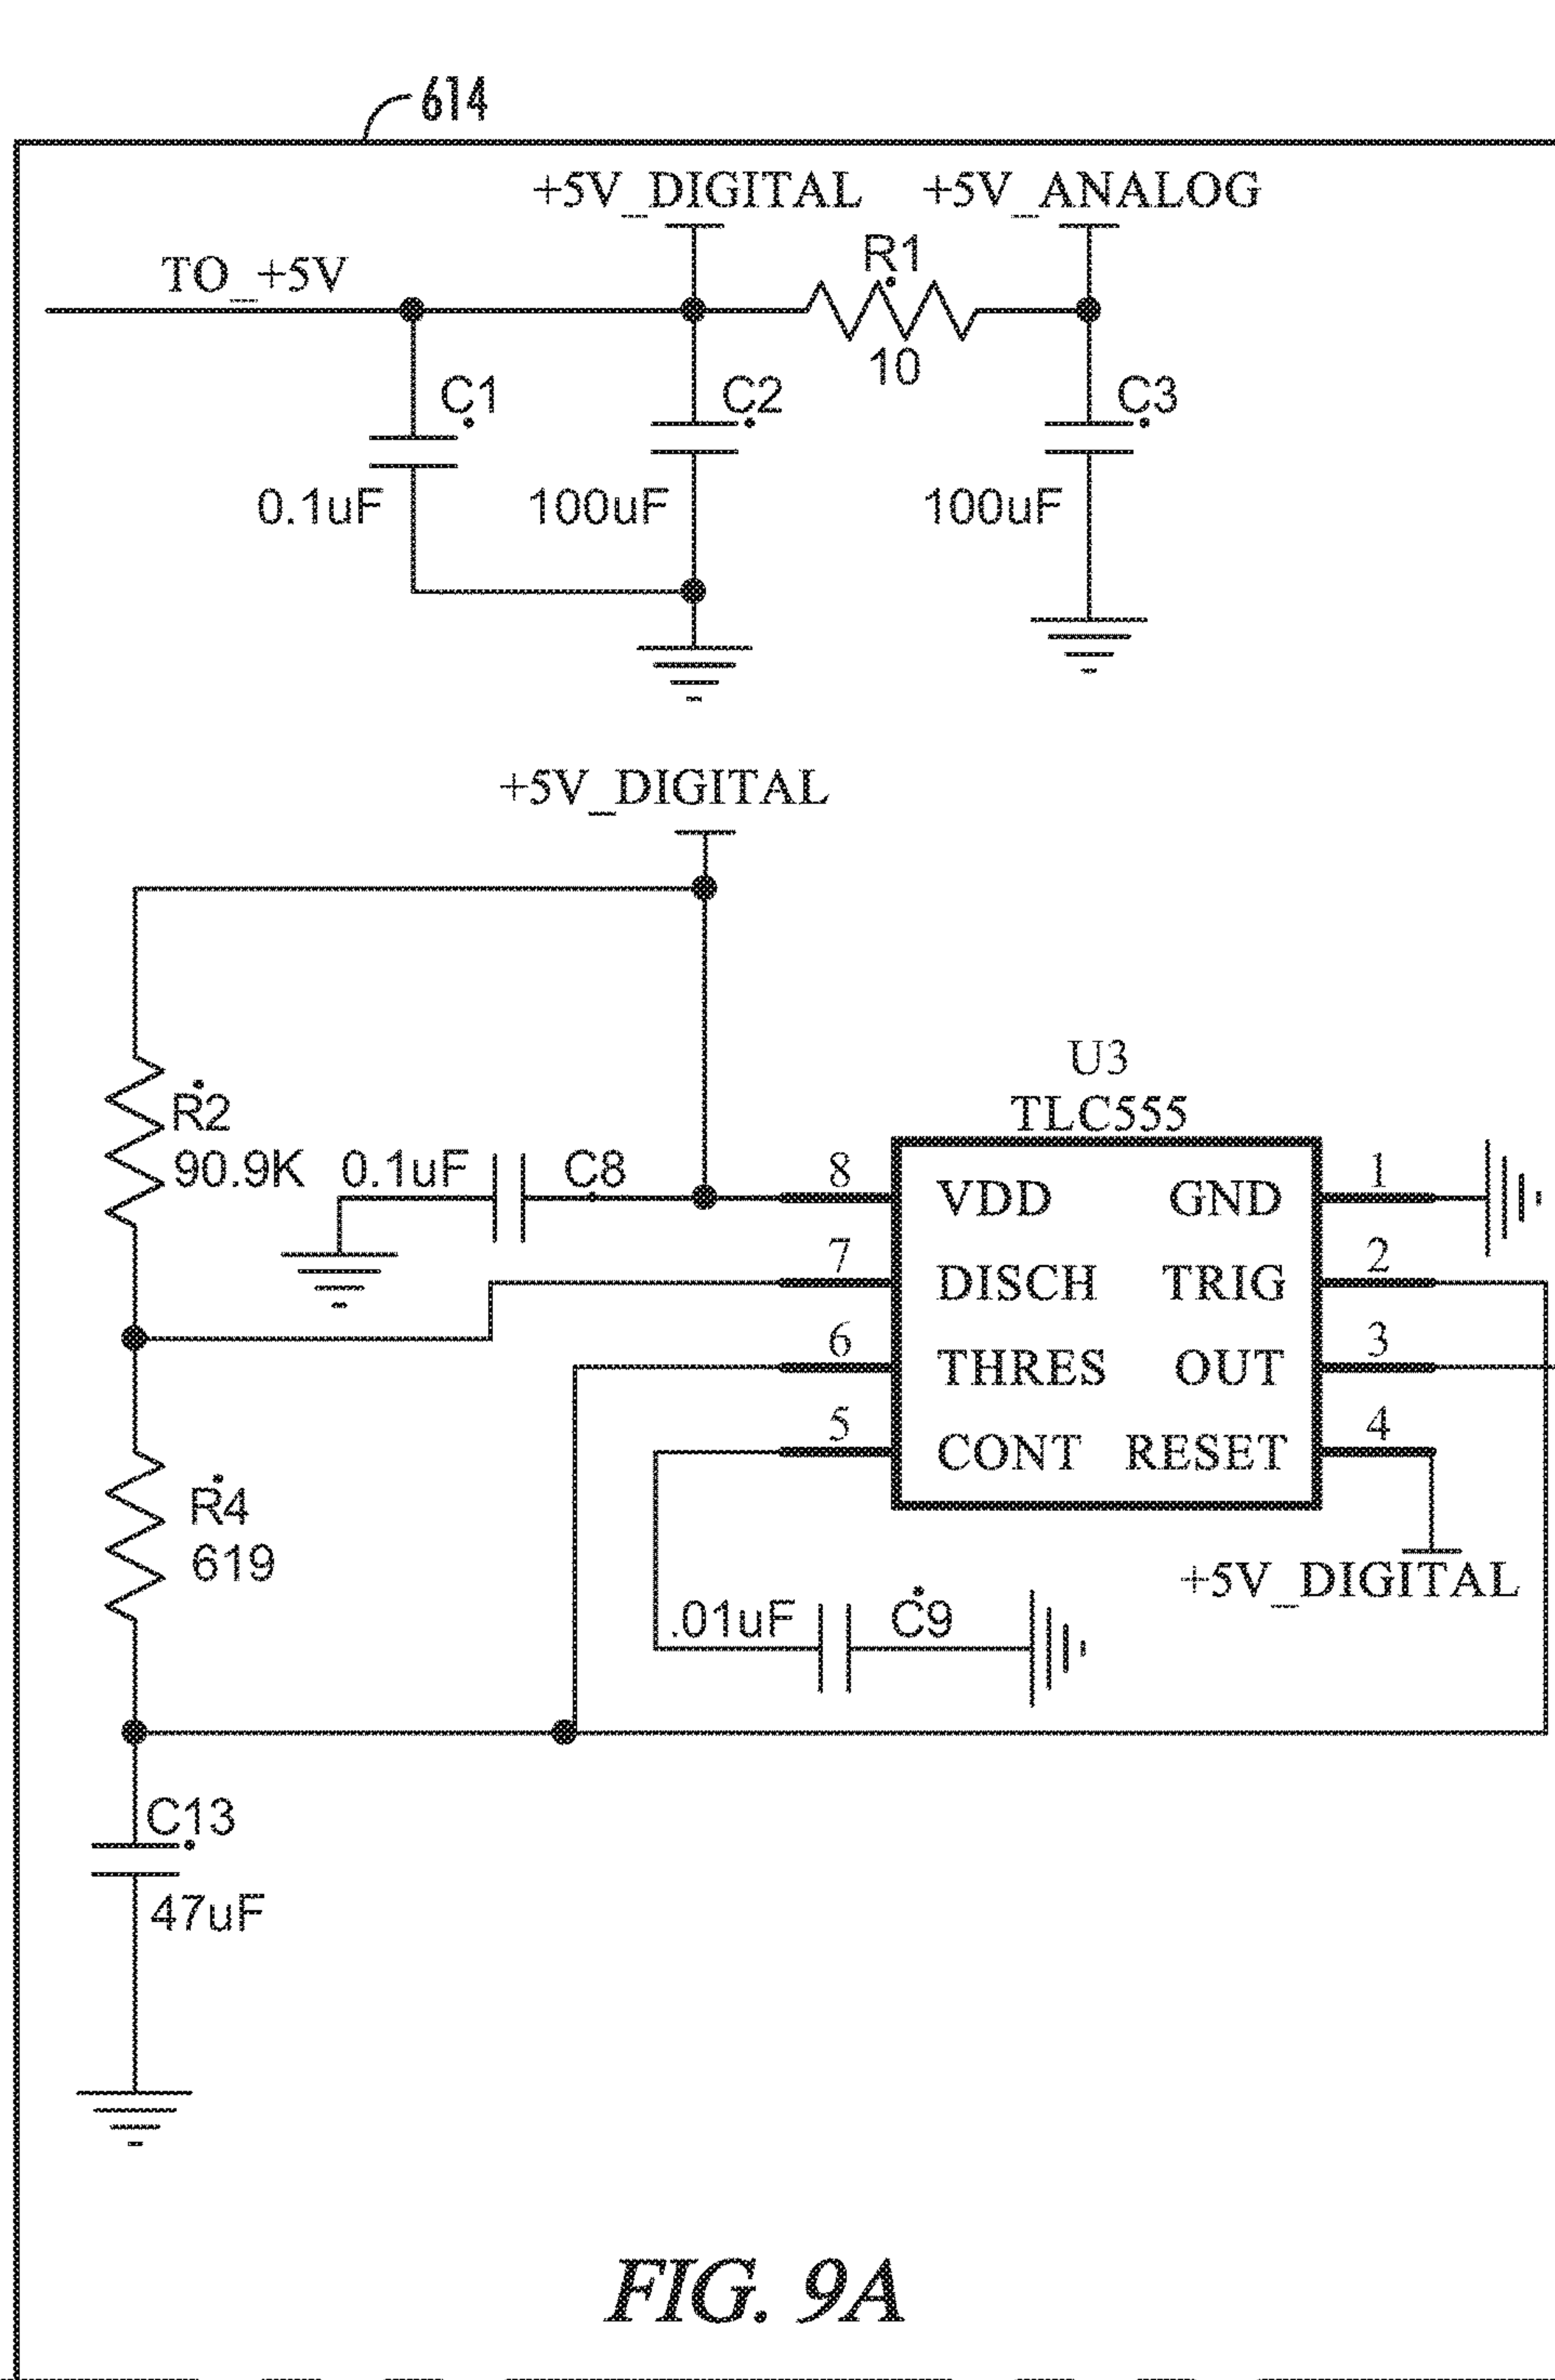 614
+5V_DIGITAL +5V_ANALOG
TO_+5V
R1
10
C1 C2 C3
0.1uF 100uF 100uF
+5V_DIGITAL
U3
TLC555
R2
90.9K 0.1uF C8
8 VDD GND 1
7 DISCH TRIG 2
6 THRES OUT 3
5 CONT RESET 4
R4
619
+5V_DIGITAL
.01uF C9
C13
47uF
FIG. 9A